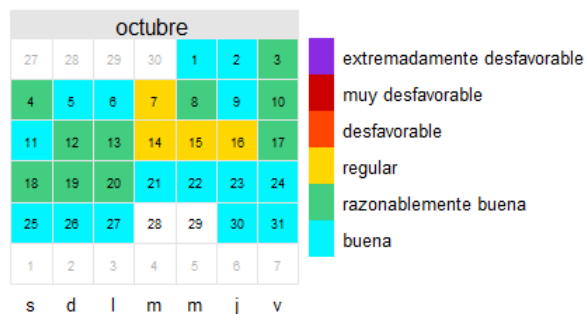 octubre
27 28 29 30 1 2 3
4 5 6 7 8 9 10
11 12 13 14 15 16 17
18 19 20 21 22 23 24
25 26 27 28 29 30 31
1 2 3 4 5 6 7
s d l m m j v
extremadamente desfavorable
muy desfavorable
desfavorable
regular
razonablemente buena
buena